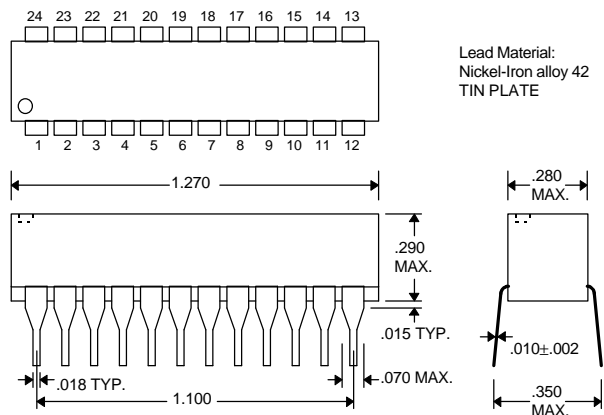 24 23 22 21 20 19 18 17 16 15 14 13
Lead Material:
Nickel-Iron alloy 42
TIN PLATE
1 2 3 4 5 6 7 8 9 10 11 12
1.270
.280
MAX.
.290
MAX.
.015 TYP.
.010±.002
.018 TYP.
.070 MAX.
1.100
.350
MAX.